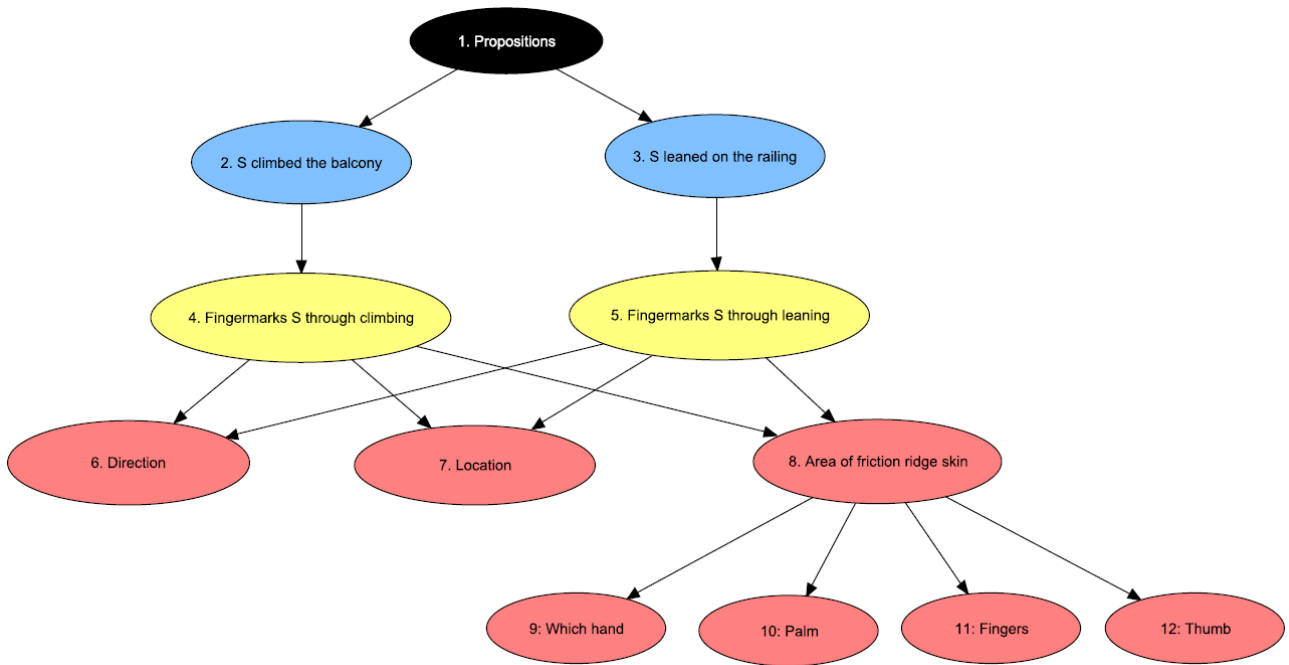 1. Propositions
2. S climbed the balcony
3. S leaned on the railing
4. Fingermarks S through climbing
5. Fingermarks S through leaning
6. Direction
7. Location
8. Area of friction ridge skin
9: Which hand
10: Palm
11: Fingers
12: Thumb